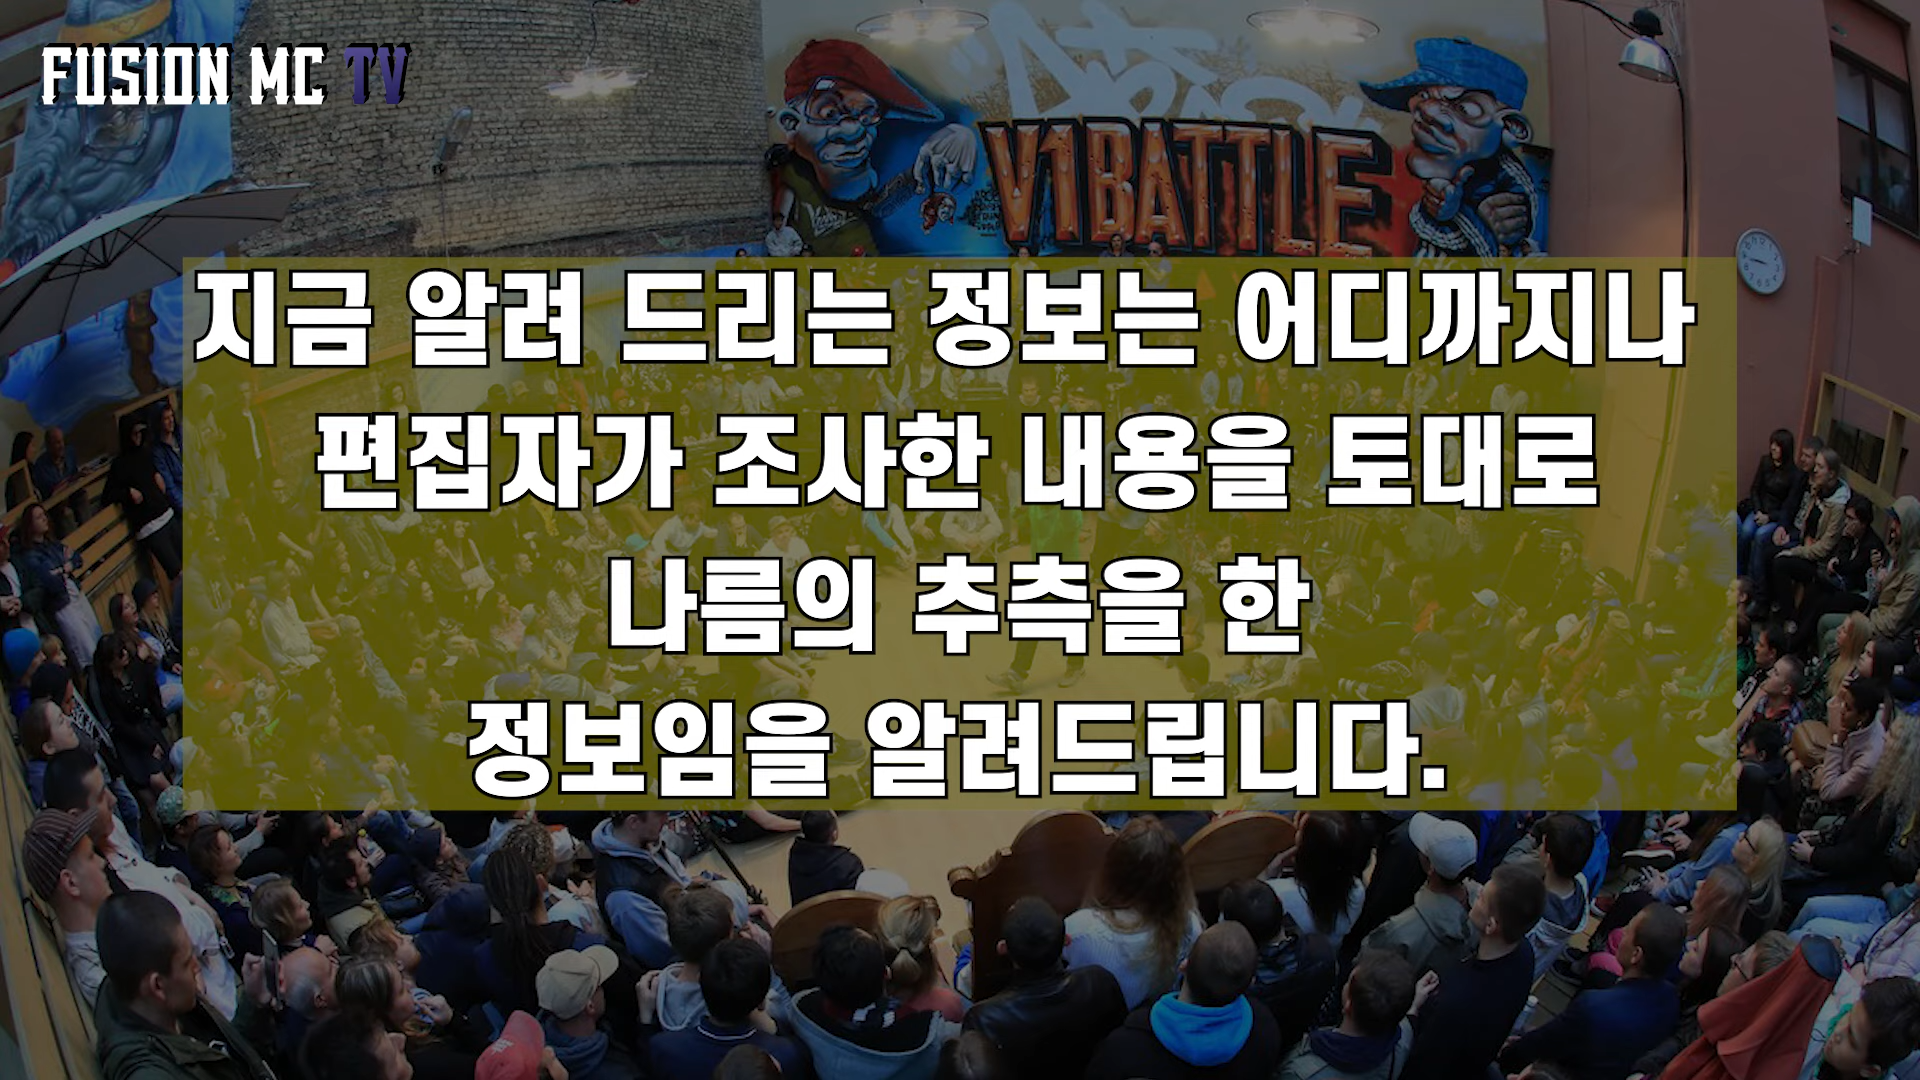 FUSION MC TV
V1BATTLE
지금 알려 드리는 정보는 어디까지나
편집자가 조사한 내용을 토대로
나름의 추측을 한
정보임을 알려드립니다.